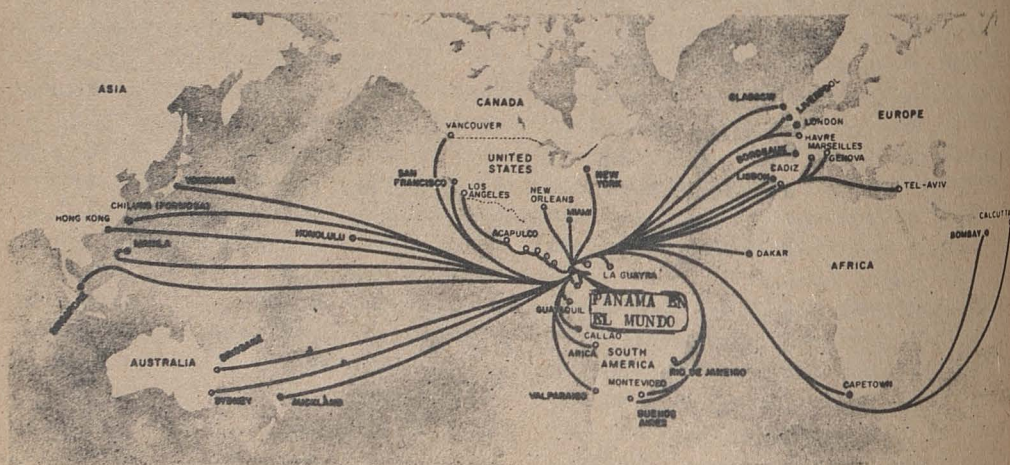 ASIA
CANADA
VANCOUVER
GLASGOW
LIVERPOOL
LONDON
EUROPE
HAVRE
MARSEILLES
BORDEAUX
GENOVA
CADIZ
LISBON
TEL-AVIV
UNITED
STATES
SAN
FRANCISCO
LOS
ANGELES
NEW
ORLEANS
NEW
YORK
MIAMI
CHILUNG (FORMOSA)
HONG KONG
MANILA
HONOLULU
ACAPULCO
CALCUTTA
BOMBAY
DAKAR
AFRICA
LA GUAYRA
PANAMA EN
EL MUNDO
GUAYAQUIL
CALLAO
ARICA
SOUTH
AMERICA
AUSTRALIA
BRISBANE
SYDNEY
AUCKLAND
VALPARAISO
RIO DE JANEIRO
MONTEVIDEO
BUENOS
AIRES
CAPETOWN